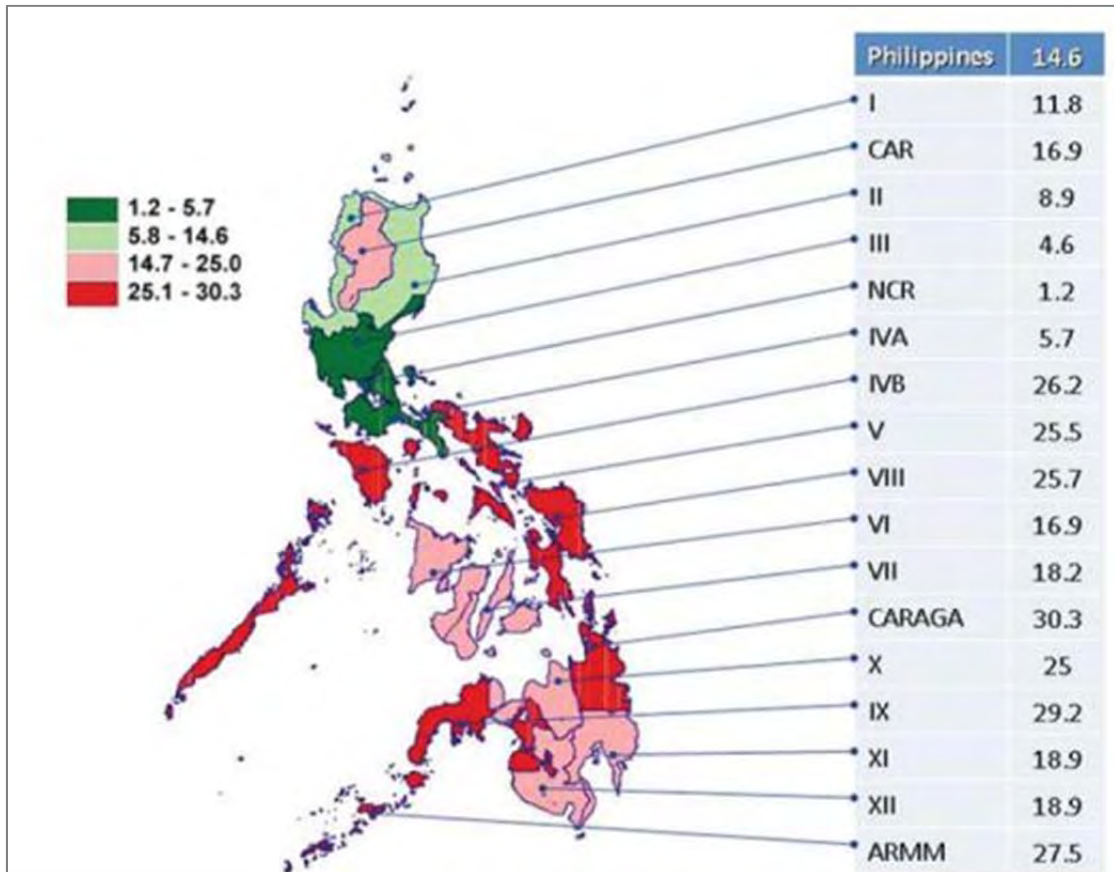 Philippines 14.6
I 11.8
CAR 16.9
II 8.9
III 4.6
NCR 1.2
IVA 5.7
IVB 26.2
V 25.5
VIII 25.7
VI 16.9
VII 18.2
CARAGA 30.3
X 25
IX 29.2
XI 18.9
XII 18.9
ARMM 27.5
1.2 - 5.7
5.8 - 14.6
14.7 - 25.0
25.1 - 30.3